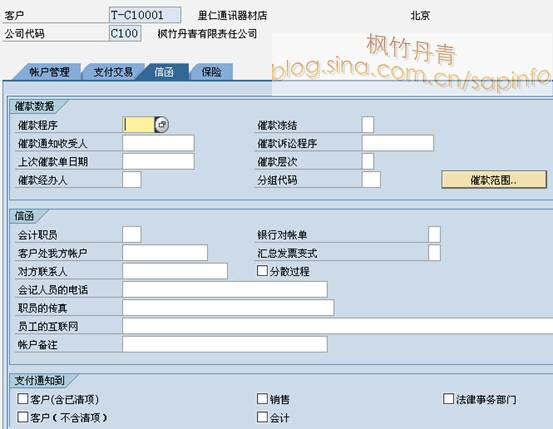 客户 T-C10001 里仁通讯器材店 北京
公司代码 C100 枫竹丹青有限责任公司
枫竹丹青
blog.sina.com.cn/sapinfo
帐户管理 支付交易 信函 保险
催款数据
催款程序 催款冻结
催款通知收受人 催款诉讼程序
上次催款单日期 催款层次
催款经办人 分组代码 催款范围..
信函
会计职员 银行对帐单
客户处我方帐户 汇总发票变式
对方联系人 分散过程
会记人员的电话
职员的传真
员工的互联网
帐户备注
支付通知到
客户(含已清项) 销售 法律事务部门
客户（不含清项） 会计